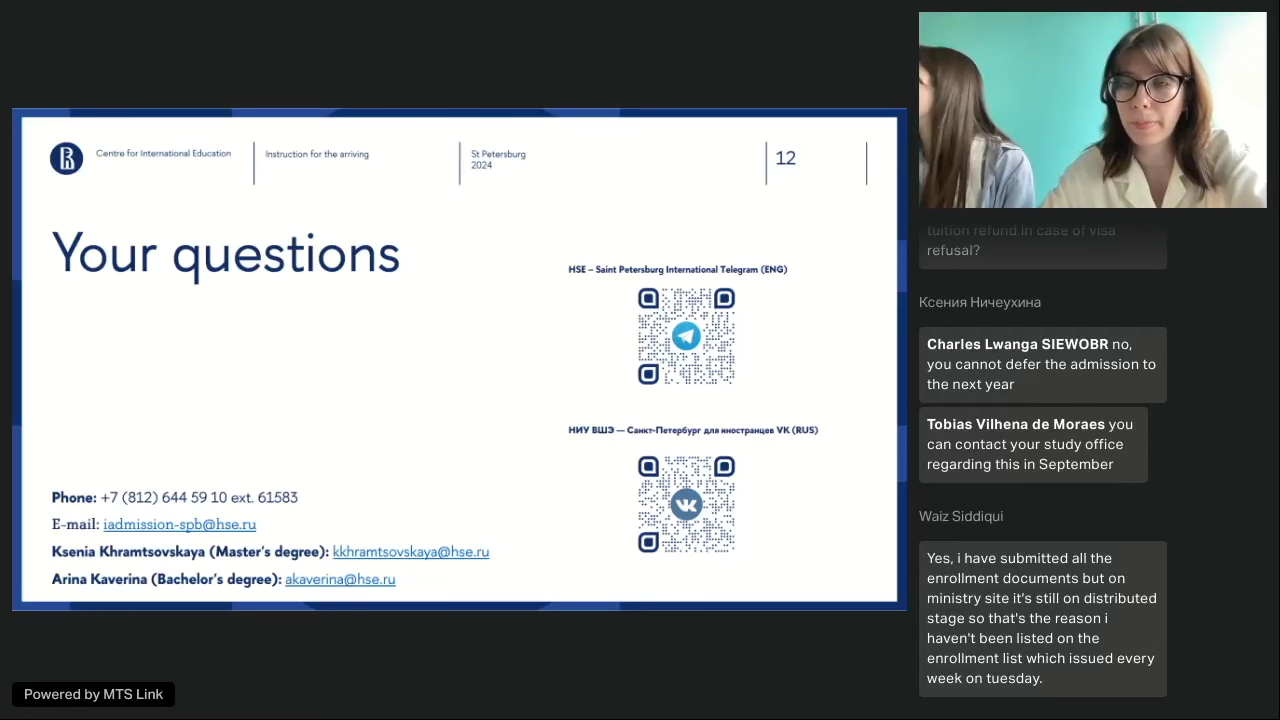 Centre for International Education
Instruction for the arriving
St Petersburg
2024
12
Your questions
HSE – Saint Petersburg International Telegram (ENG)
НИУ ВШЭ — Санкт-Петербург для иностранцев VK (RUS)
Phone: +7 (812) 644 59 10 ext. 61583
E-mail: iadmission-spb@hse.ru
Ksenia Khramtsovskaya (Master's degree): kkhramtsovskaya@hse.ru
Arina Kaverina (Bachelor's degree): akaverina@hse.ru
Powered by MTS Link
tuition refund in case of visa
refusal?
Ксения Ничеухина
Charles Lwanga SIEWOBR no,
you cannot defer the admission to
the next year
Tobias Vilhena de Moraes you
can contact your study office
regarding this in September
Waiz Siddiqui
Yes, i have submitted all the
enrollment documents but on
ministry site it's still on distributed
stage so that's the reason i
haven't been listed on the
enrollment list which issued every
week on tuesday.